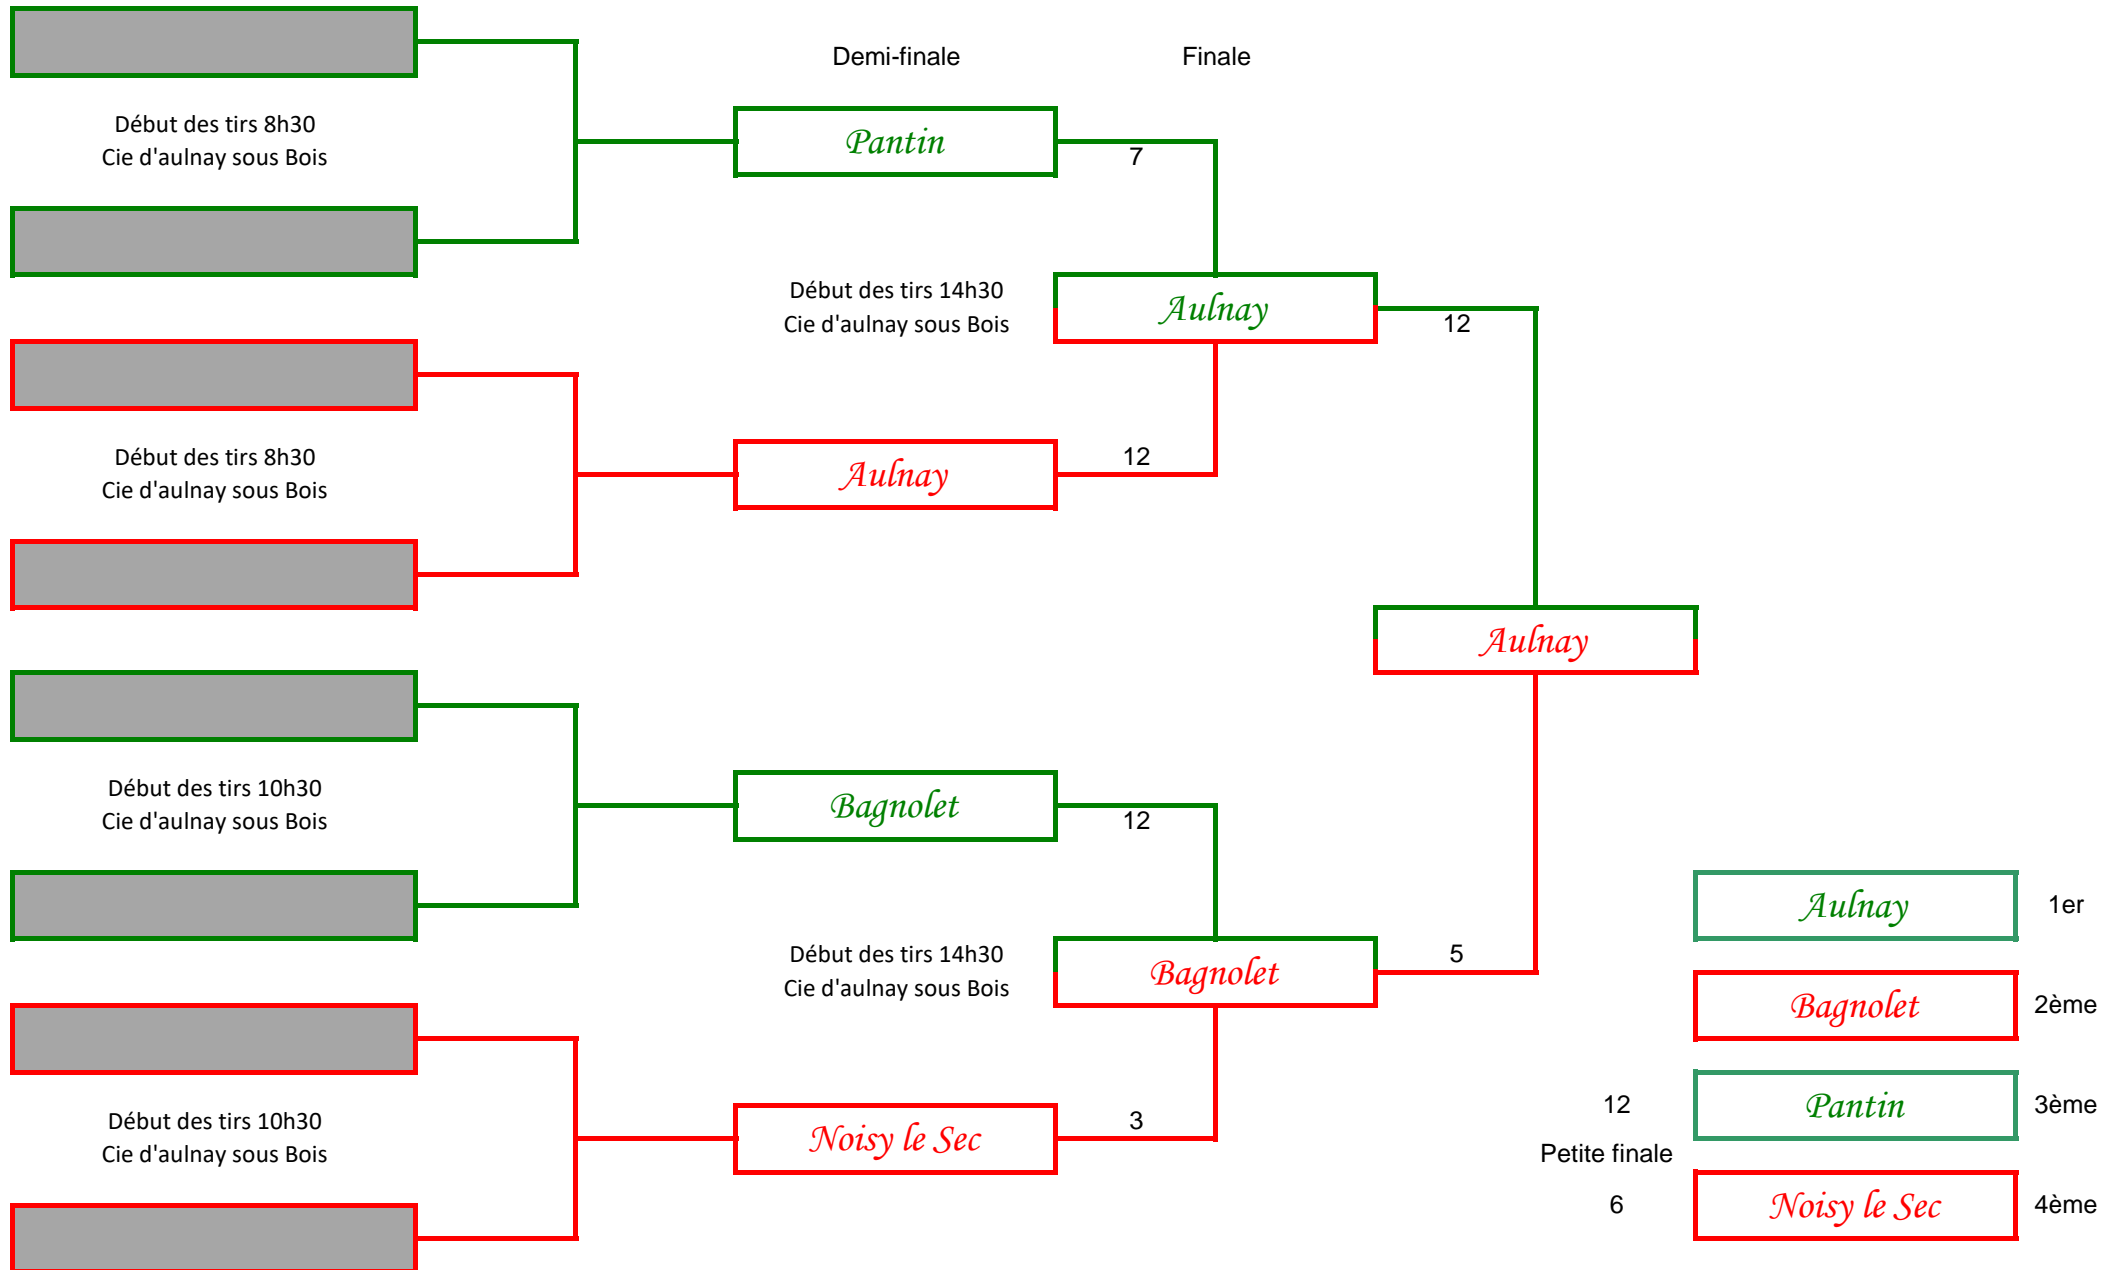 Demi-finale
Finale
Début des tirs 8h30
Cie d'aulnay sous Bois
Pantin
7
Début des tirs 14h30
Cie d'aulnay sous Bois
Aulnay
12
Début des tirs 8h30
Cie d'aulnay sous Bois
Aulnay
12
Aulnay
Début des tirs 10h30
Cie d'aulnay sous Bois
Bagnolet
12
Aulnay
1er
Début des tirs 14h30
Cie d'aulnay sous Bois
Bagnolet
5
Bagnolet
2ème
Début des tirs 10h30
Cie d'aulnay sous Bois
Noisy le Sec
3
12
Pantin
3ème
Petite finale
6
Noisy le Sec
4ème